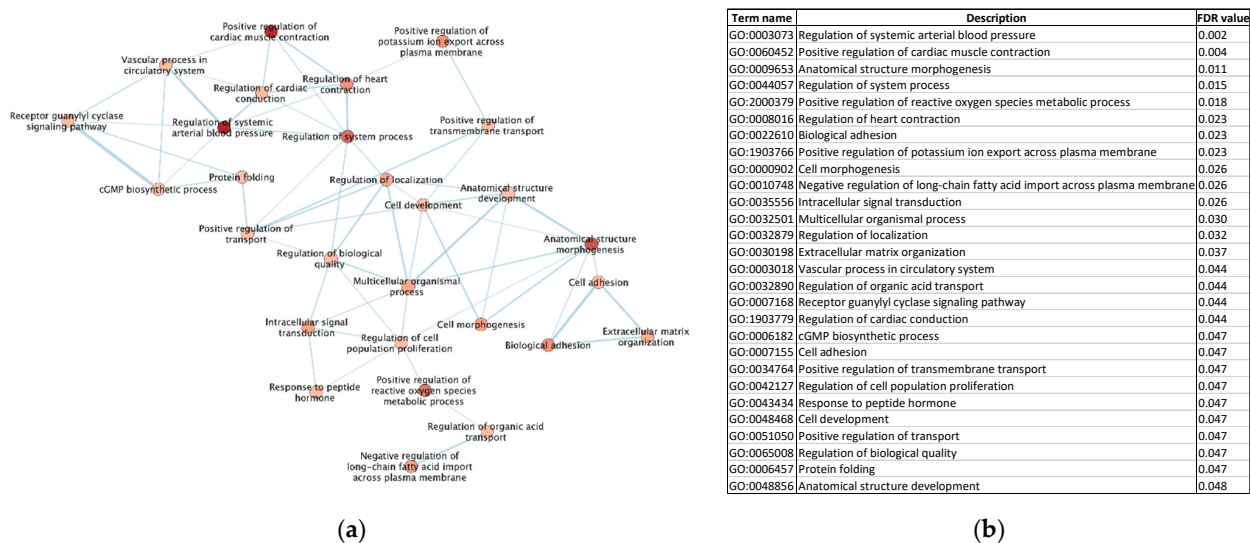 Positive regulation of
cardiac muscle contraction
Positive regulation of
potassium ion export across
plasma membrane
Vascular process in
circulatory system
Regulation of cardiac
conduction
Regulation of heart
contraction
Receptor guanylyl cyclase
signaling pathway
Regulation of systemic
arterial blood pressure
Regulation of system process
Positive regulation of
transmembrane transport
cGMP biosynthetic process
Protein folding
Regulation of localization
Cell development
Anatomical structure
development
Positive regulation of
transport
Regulation of biological
quality
Anatomical structure
morphogenesis
Multicellular organismal
process
Cell adhesion
Intracellular signal
transduction
Regulation of cell
population proliferation
Cell morphogenesis
Biological adhesion
Extracellular matrix
organization
Response to peptide
hormone
Positive regulation of
reactive oxygen species
metabolic process
Regulation of organic acid
transport
Negative regulation of
long-chain fatty acid import
across plasma membrane
(a)
Term name Description FDR value
GO:0003073 Regulation of systemic arterial blood pressure 0.002
GO:0060452 Positive regulation of cardiac muscle contraction 0.004
GO:0009653 Anatomical structure morphogenesis 0.011
GO:0044057 Regulation of system process 0.015
GO:2000379 Positive regulation of reactive oxygen species metabolic process 0.018
GO:0008016 Regulation of heart contraction 0.023
GO:0022610 Biological adhesion 0.023
GO:1903766 Positive regulation of potassium ion export across plasma membrane 0.023
GO:0000902 Cell morphogenesis 0.026
GO:0010748 Negative regulation of long-chain fatty acid import across plasma membrane 0.026
GO:0035556 Intracellular signal transduction 0.026
GO:0032501 Multicellular organismal process 0.030
GO:0032879 Regulation of localization 0.032
GO:0030198 Extracellular matrix organization 0.037
GO:0003018 Vascular process in circulatory system 0.044
GO:0032890 Regulation of organic acid transport 0.044
GO:0007168 Receptor guanylyl cyclase signaling pathway 0.044
GO:1903779 Regulation of cardiac conduction 0.044
GO:0006182 cGMP biosynthetic process 0.047
GO:0007155 Cell adhesion 0.047
GO:0034764 Positive regulation of transmembrane transport 0.047
GO:0042127 Regulation of cell population proliferation 0.047
GO:0043434 Response to peptide hormone 0.047
GO:0048468 Cell development 0.047
GO:0051050 Positive regulation of transport 0.047
GO:0065008 Regulation of biological quality 0.047
GO:0006457 Protein folding 0.047
GO:0048856 Anatomical structure development 0.048
(b)